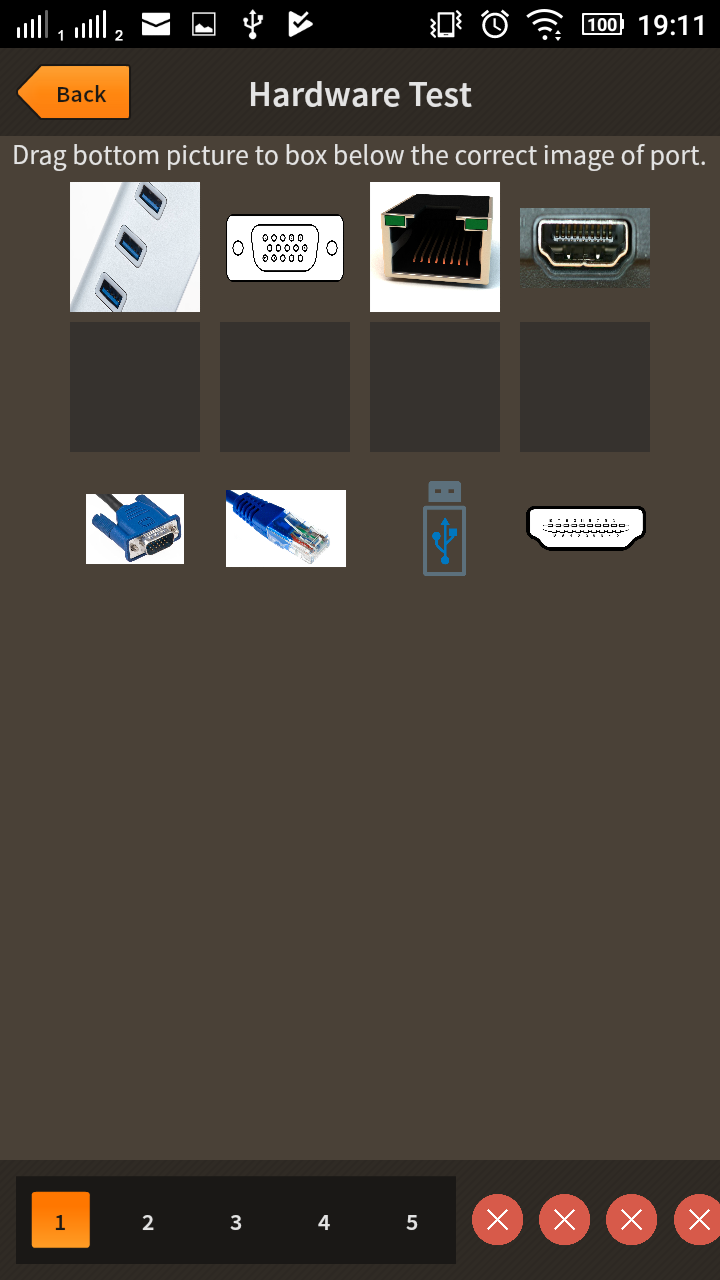 1 2 100 19:11
Back
Hardware Test
Drag bottom picture to box below the correct image of port.
1 2 3 4 5